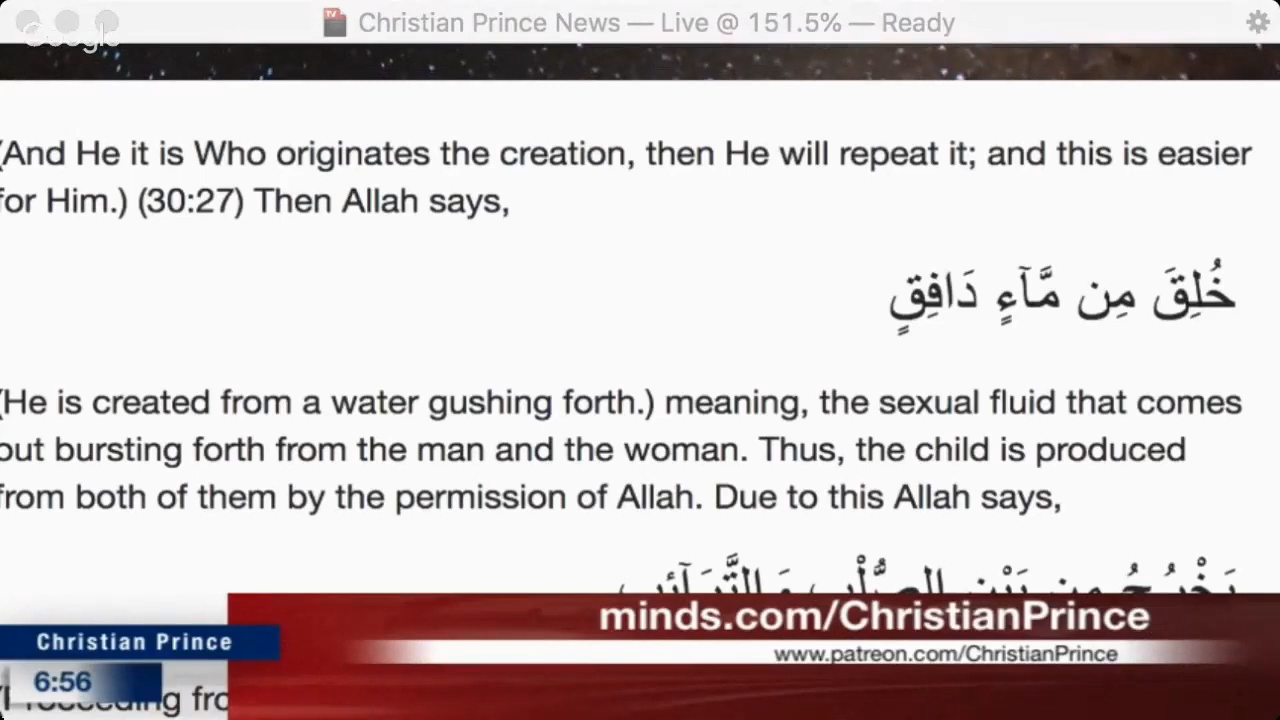 Christian Prince News — Live @ 151.5% — Ready
Google
(And He it is Who originates the creation, then He will repeat it; and this is easier
for Him.) (30:27) Then Allah says,
خُلِقَ مِن مَّآءٍ دَافِقٍ
(He is created from a water gushing forth.) meaning, the sexual fluid that comes
out bursting forth from the man and the woman. Thus, the child is produced
from both of them by the permission of Allah. Due to this Allah says,
يَخْرُجُ مِن بَيْنِ الصُّلْبِ وَالتَّرَآئِبِ
minds.com/ChristianPrince
Christian Prince
www.patreon.com/ChristianPrince
6:56